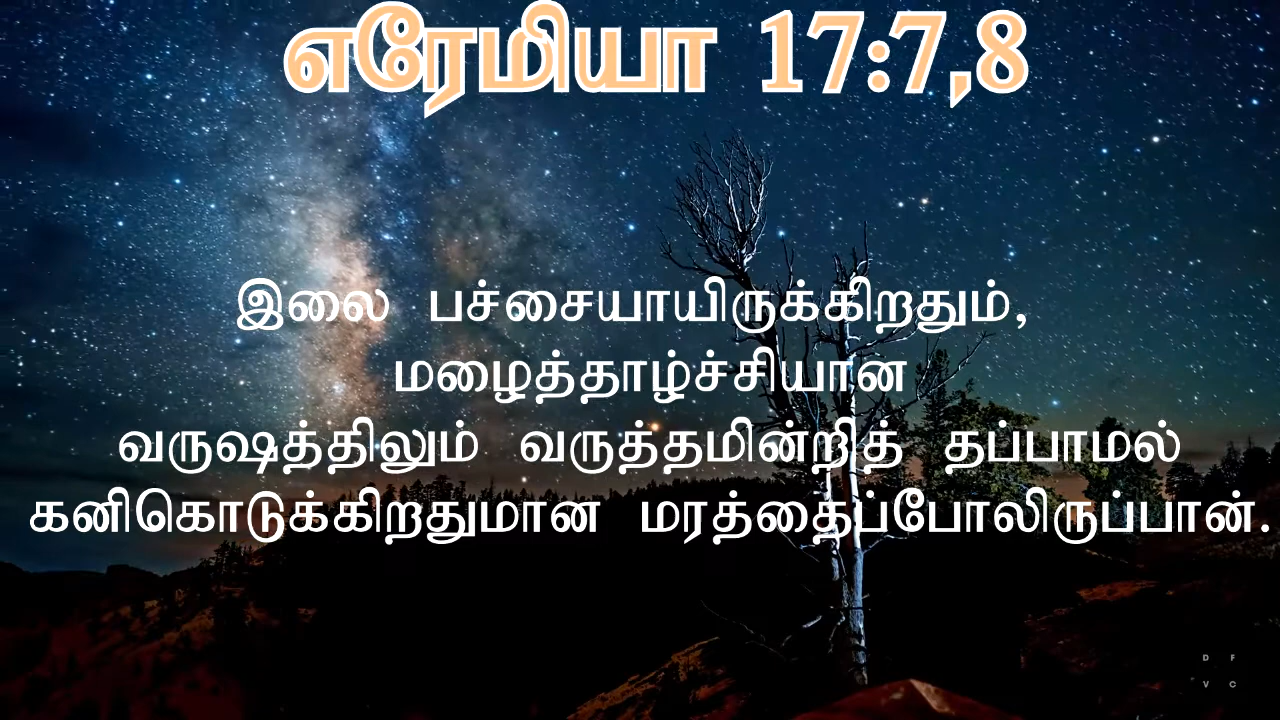 எரேமியா 17:7,8
இலை பச்சையாயிருக்கிறதும்,
மழைத்தாழ்ச்சியான
வருஷத்திலும் வருத்தமின்றித் தப்பாமல்
கனிகொடுக்கிறதுமான மரத்தைப்போலிருப்பான்.
D F
V C